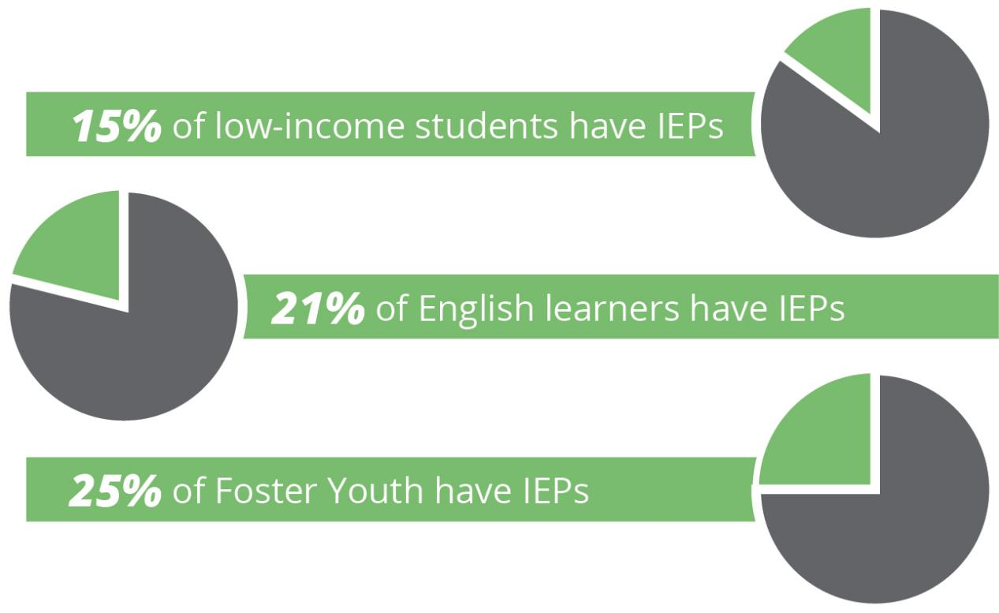 15% of low-income students have IEPs
21% of English learners have IEPs
25% of Foster Youth have IEPs